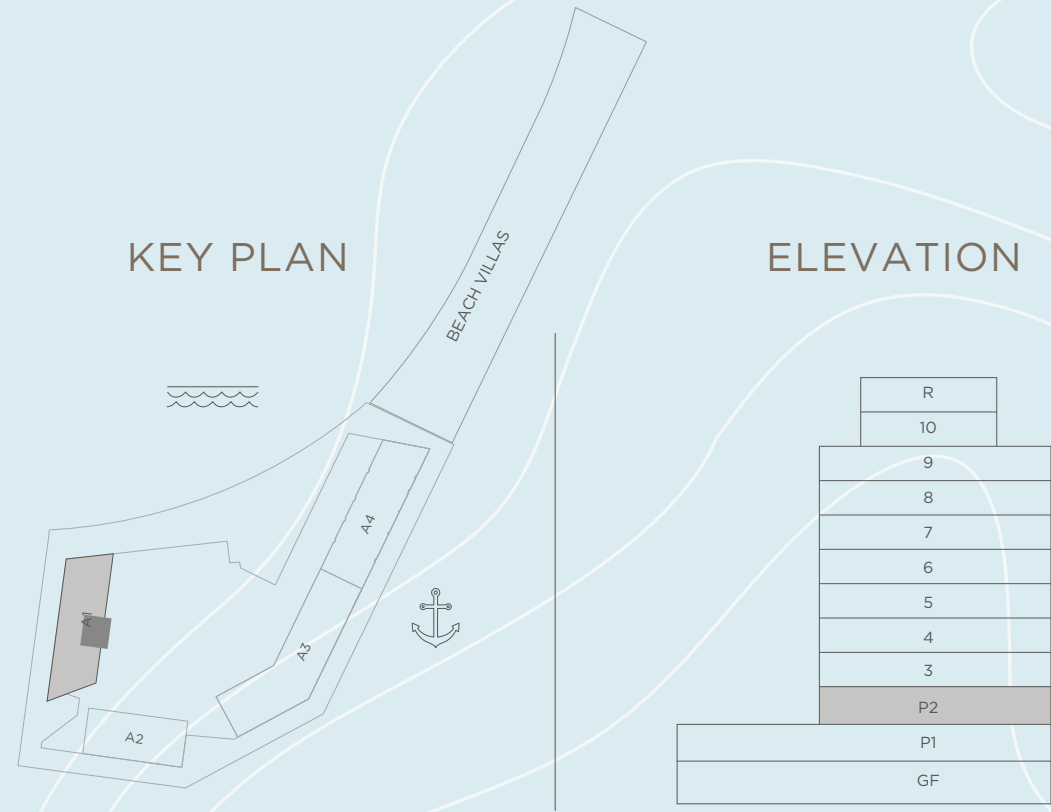 KEY PLAN
ELEVATION
BEACH VILLAS
A4
A1
A3
A2
R
10
9
8
7
6
5
4
3
P2
P1
GF